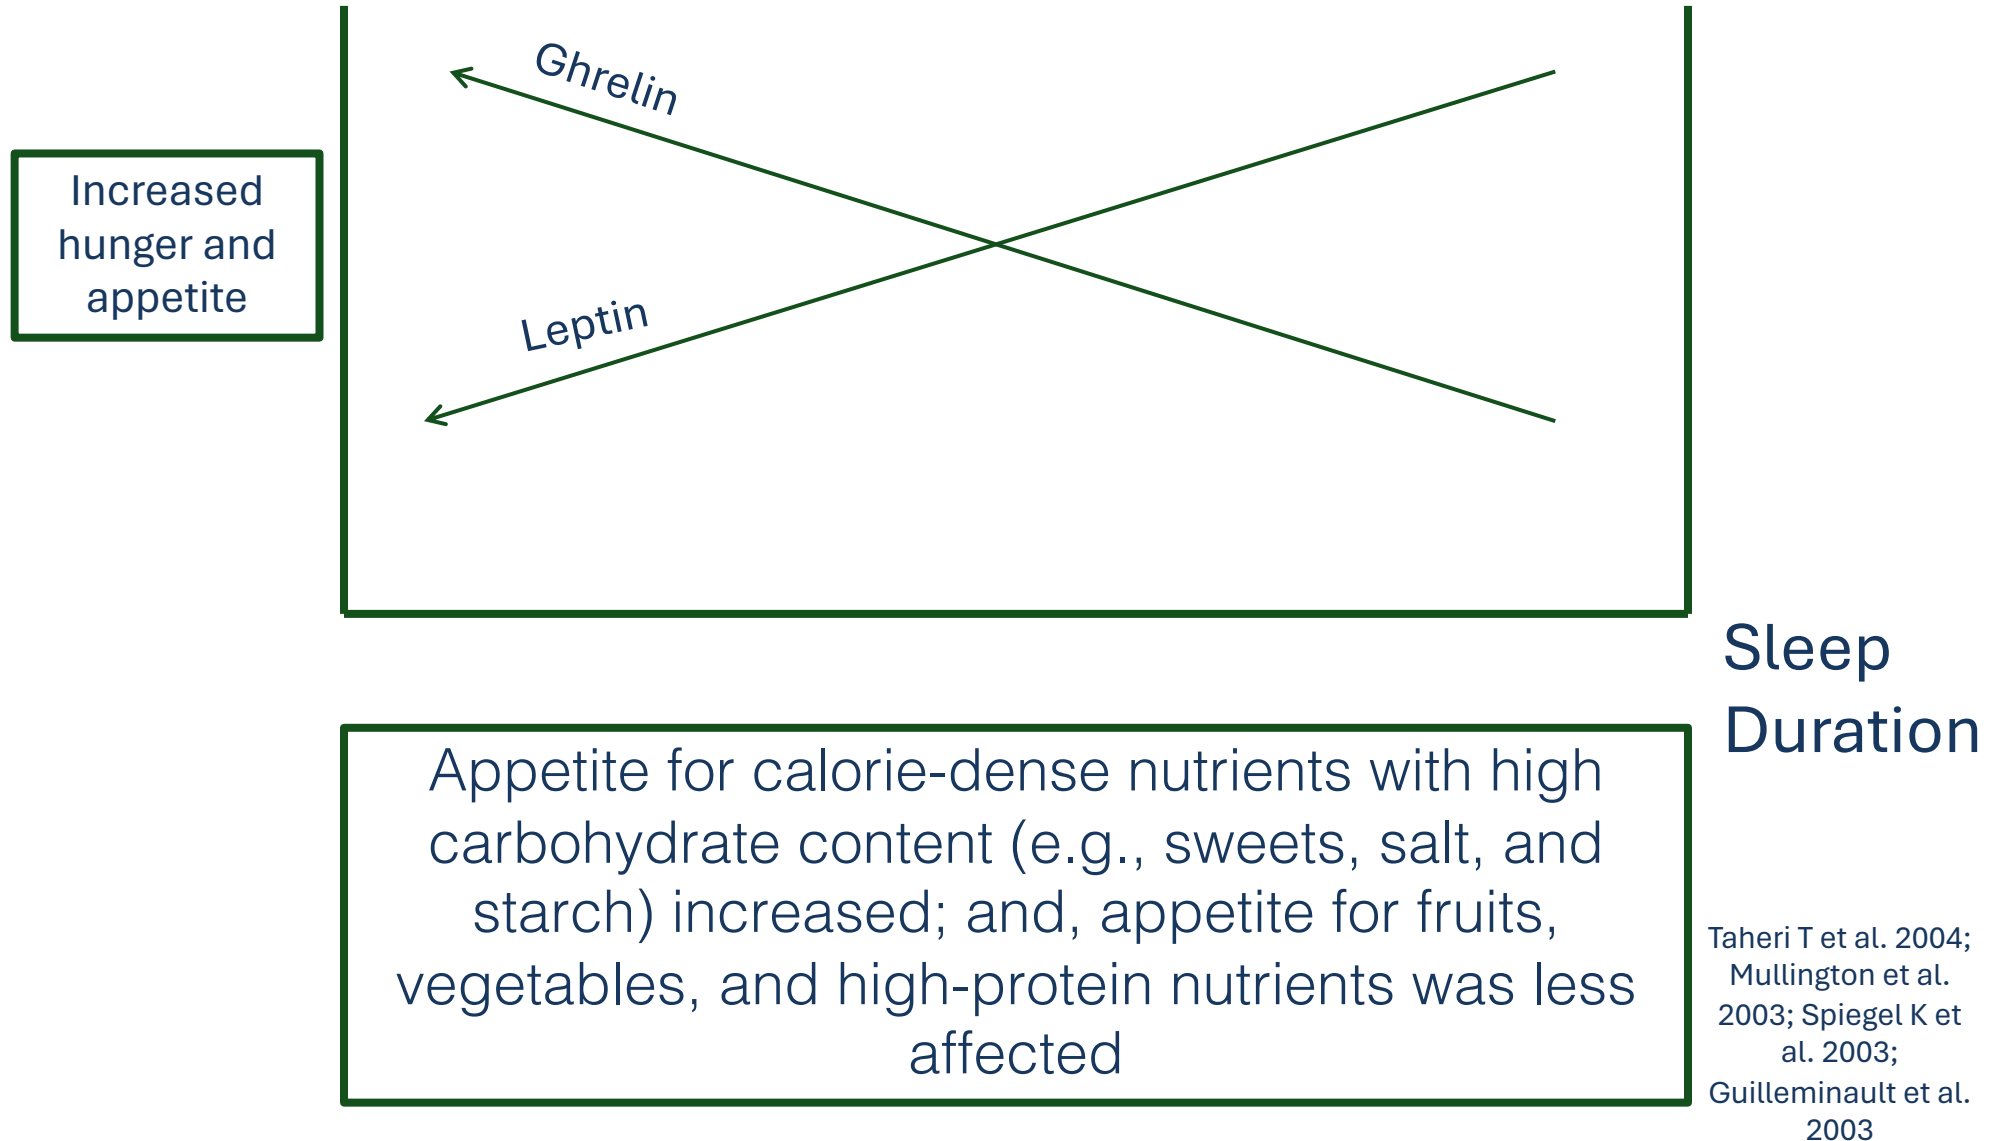 Ghrelin
Increased
hunger and
appetite
Leptin
Sleep
Duration
Appetite for calorie-dense nutrients with high
carbohydrate content (e.g., sweets, salt, and
starch) increased; and, appetite for fruits,
vegetables, and high-protein nutrients was less
affected
Taheri T et al. 2004;
Mullington et al.
2003; Spiegel K et
al. 2003;
Guilleminault et al.
2003